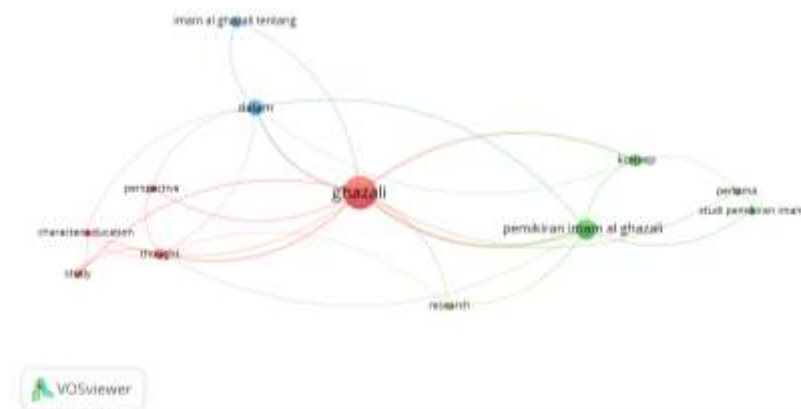 imam al ghazali tentang
dalam
konsep
perspective
ghazali
pertama
studi pemikiran imam
pemikiran imam al ghazali
character education
thought
study
research
VOSviewer